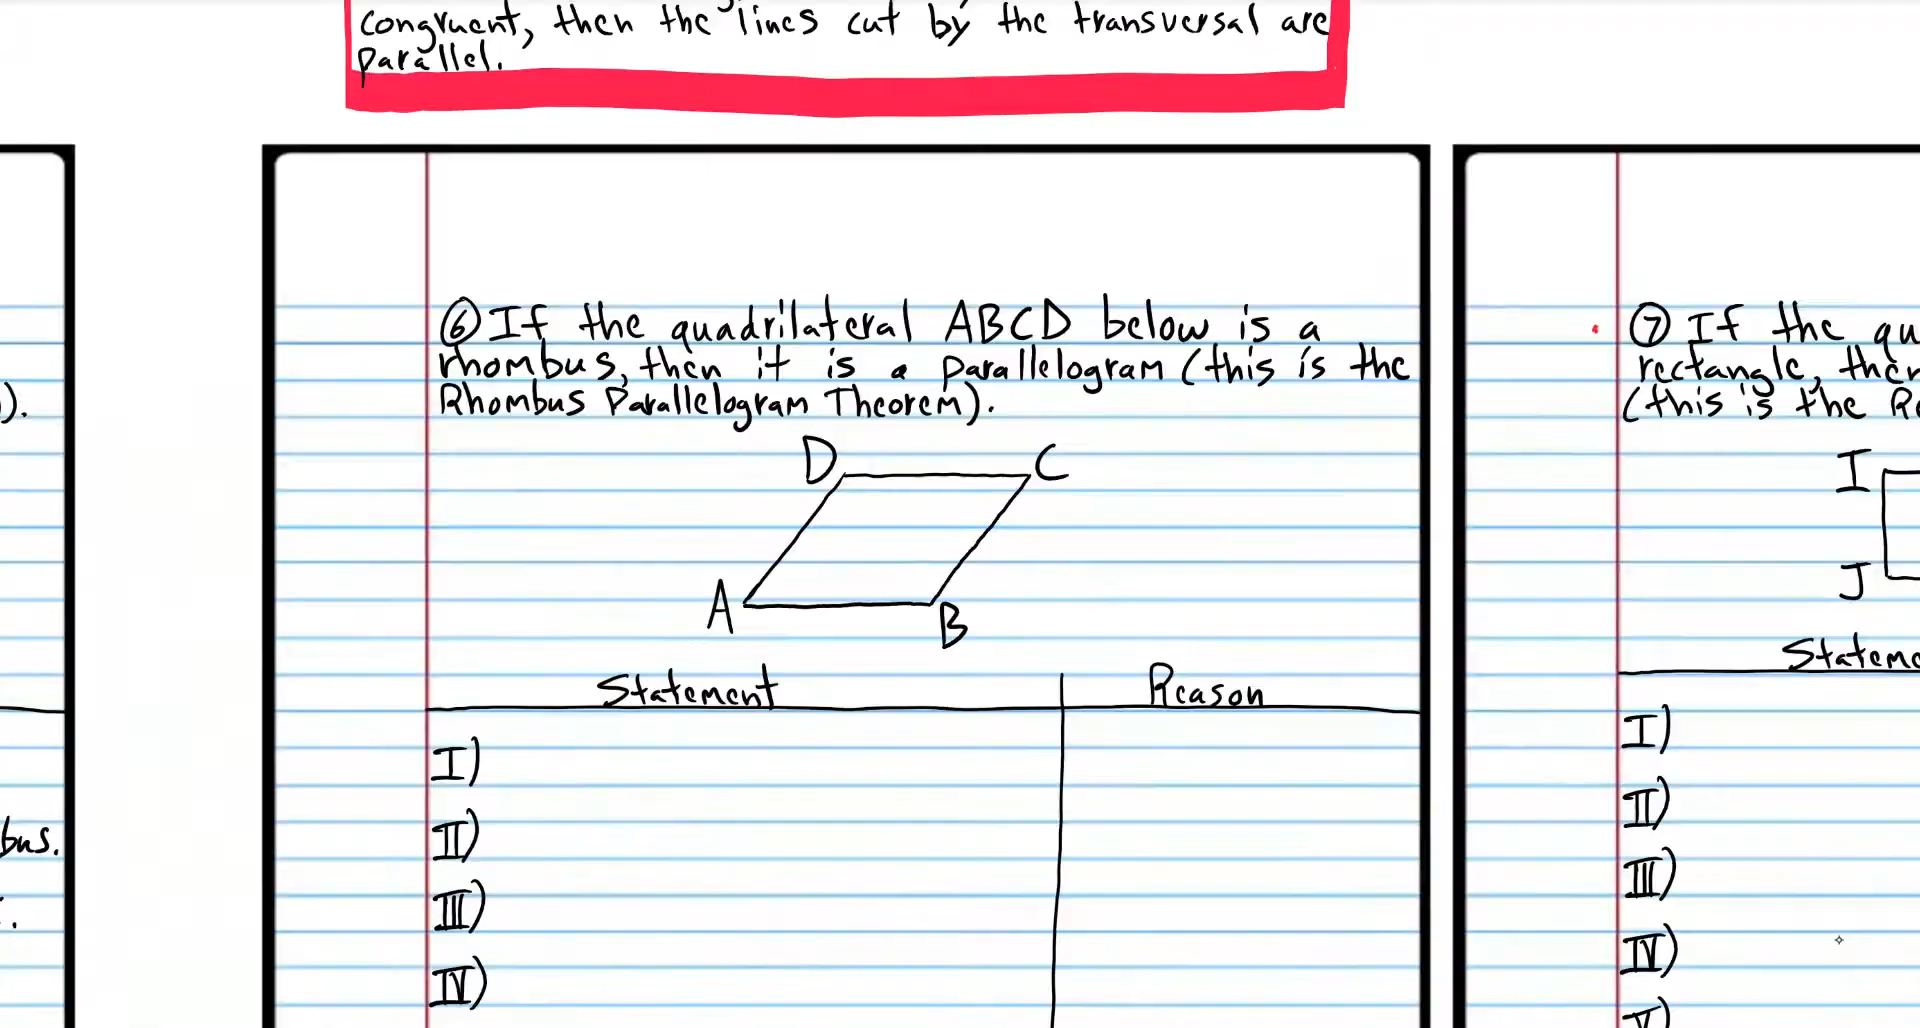 congruent, then the lines cut by the transversal are
parallel.
).
bus.
⑥ If the quadrilateral ABCD below is a
rhombus, then it is a parallelogram (this is the
Rhombus Parallelogram Theorem).
D C
A B
Statement Reason
I)
II)
III)
IV)
⑦ If the qu
rectangle, then
(this is the Re
I
J
Stateme
I)
II)
III)
IV)
V)